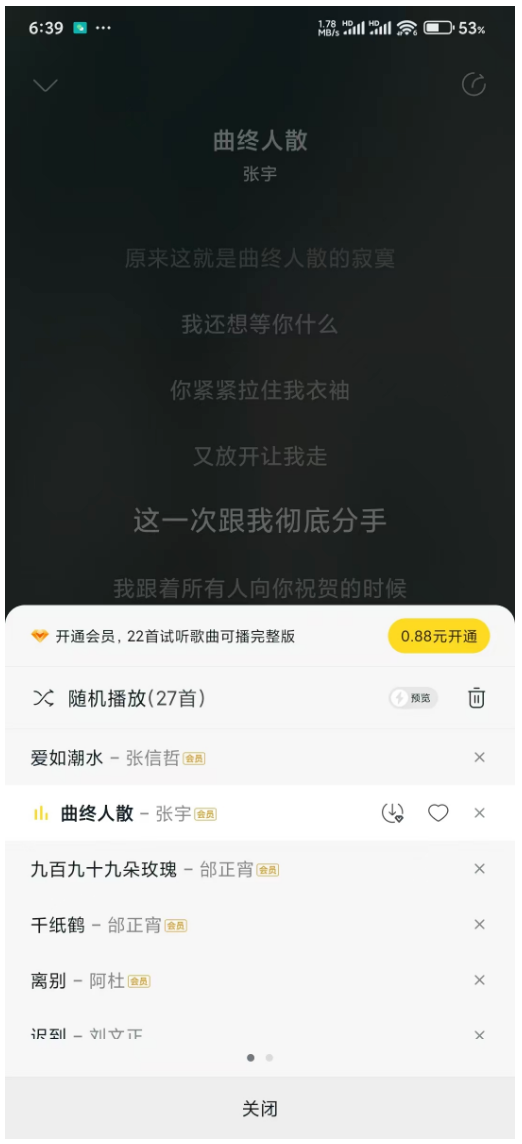 6:39 ··· 1.78 MB/s HD HD 6 53%
曲终人散
张宇
原来这就是曲终人散的寂寞
我还想等你什么
你紧紧拉住我衣袖
又放开让我走
这一次跟我彻底分手
我跟着所有人向你祝贺的时候
开通会员，22首试听歌曲可播完整版 0.88元开通
随机播放(27首) 预览
爱如潮水 – 张信哲 会员
曲终人散 – 张宇 会员
九百九十九朵玫瑰 – 邰正宵 会员
千纸鹤 – 邰正宵 会员
离别 – 阿杜 会员
迟到 – 刘文正
关闭